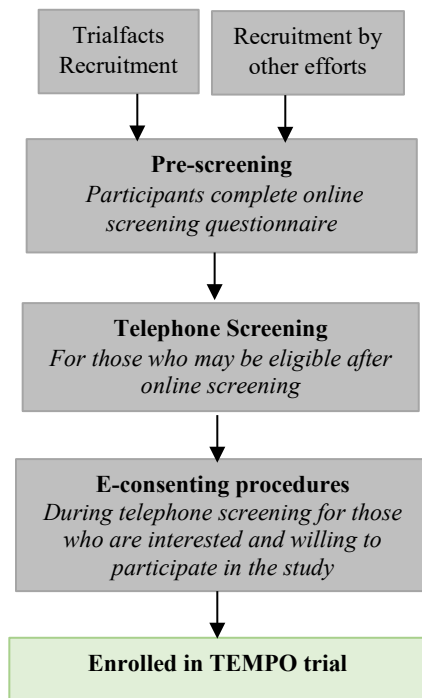 Trialfacts
Recruitment
Recruitment by
other efforts
Pre-screening
Participants complete online
screening questionnaire
Telephone Screening
For those who may be eligible after
online screening
E-consenting procedures
During telephone screening for those
who are interested and willing to
participate in the study
Enrolled in TEMPO trial